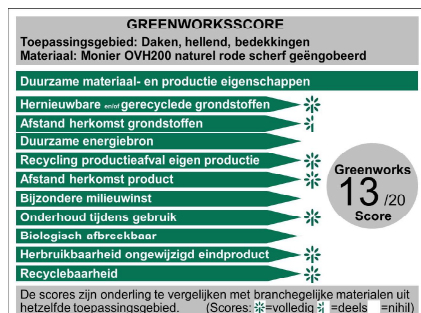 GREENWORKSSCORE
Toepassingsgebied: Daken, hellend, bedekkingen
Materiaal: Monier OVH200 naturel rode scherf geëngobeerd
Duurzame materiaal- en productie eigenschappen
Hernieuwbare en/of gerecyclede grondstoffen
Afstand herkomst grondstoffen
Duurzame energiebron
Recycling productieafval eigen productie
Afstand herkomst product
Bijzondere milieuwinst
Onderhoud tijdens gebruik
Biologisch afbreekbaar
Herbruikbaarheid ongewijzigd eindproduct
Recyclebaarheid
Greenworks
13 /20
Score
De scores zijn onderling te vergelijken met branchegelijke materialen uit
hetzelfde toepassingsgebied. (Scores: =volledig =deels =nihil)